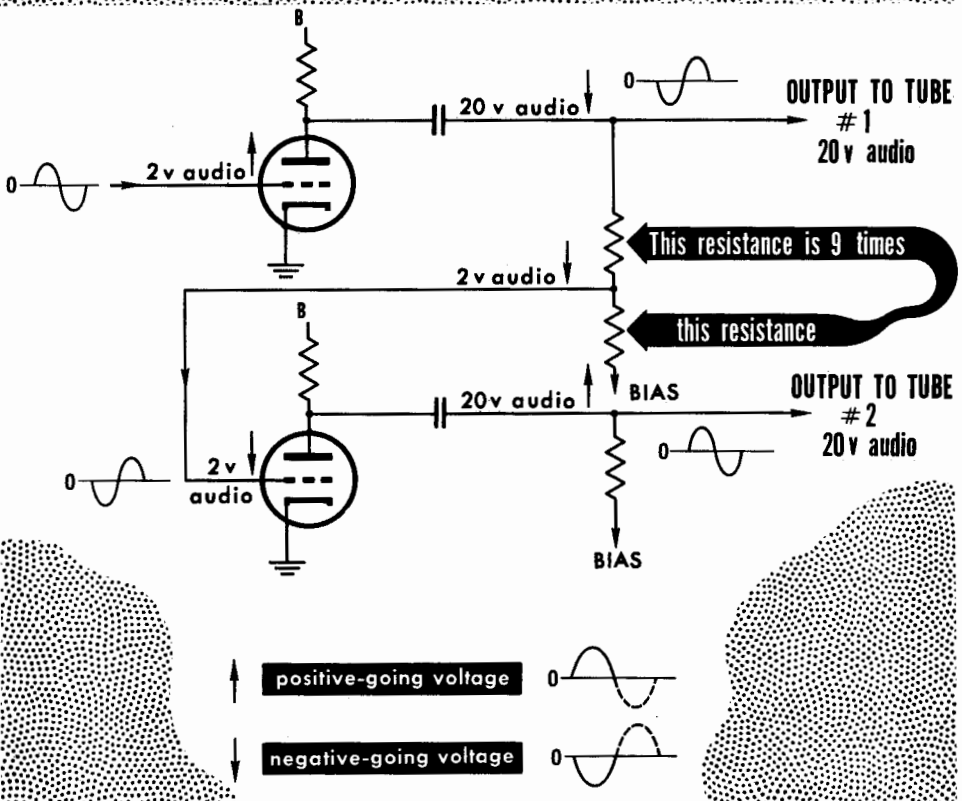 B
20 v audio
0
OUTPUT TO TUBE
#1
20 v audio
0
2 v audio
This resistance is 9 times
2 v audio
B
this resistance
BIAS
20 v audio
OUTPUT TO TUBE
#2
20 v audio
0
0
2 v
audio
BIAS
positive-going voltage
0
negative-going voltage
0